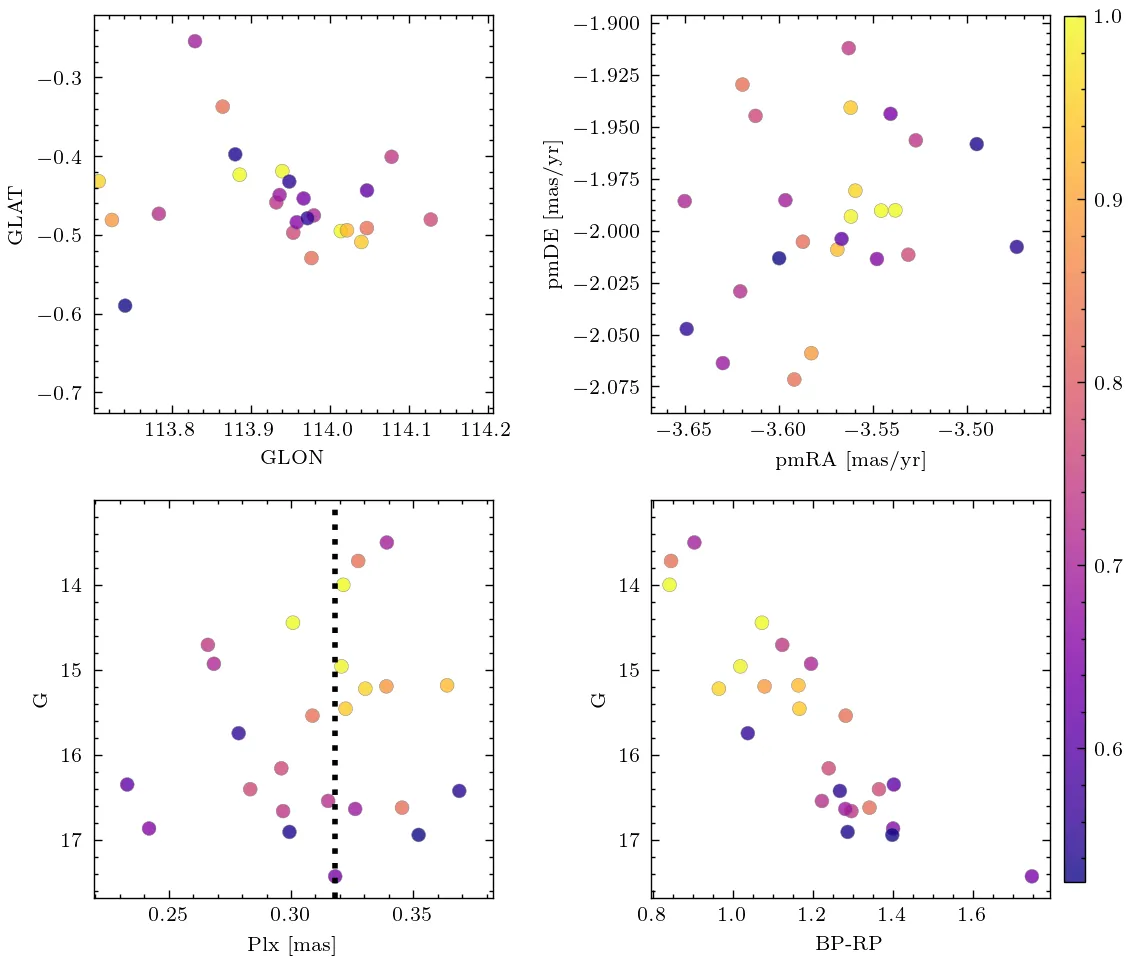 −0.3
−0.4
−0.5
−0.6
−0.7
GLAT
113.8 113.9 114.0 114.1 114.2
GLON
−1.900
−1.925
−1.950
−1.975
−2.000
−2.025
−2.050
−2.075
pmDE [mas/yr]
−3.65 −3.60 −3.55 −3.50
pmRA [mas/yr]
1.0
0.9
0.8
0.7
0.6
14
15
16
17
G
0.25 0.30 0.35
Plx [mas]
14
15
16
17
G
0.8 1.0 1.2 1.4 1.6
BP-RP